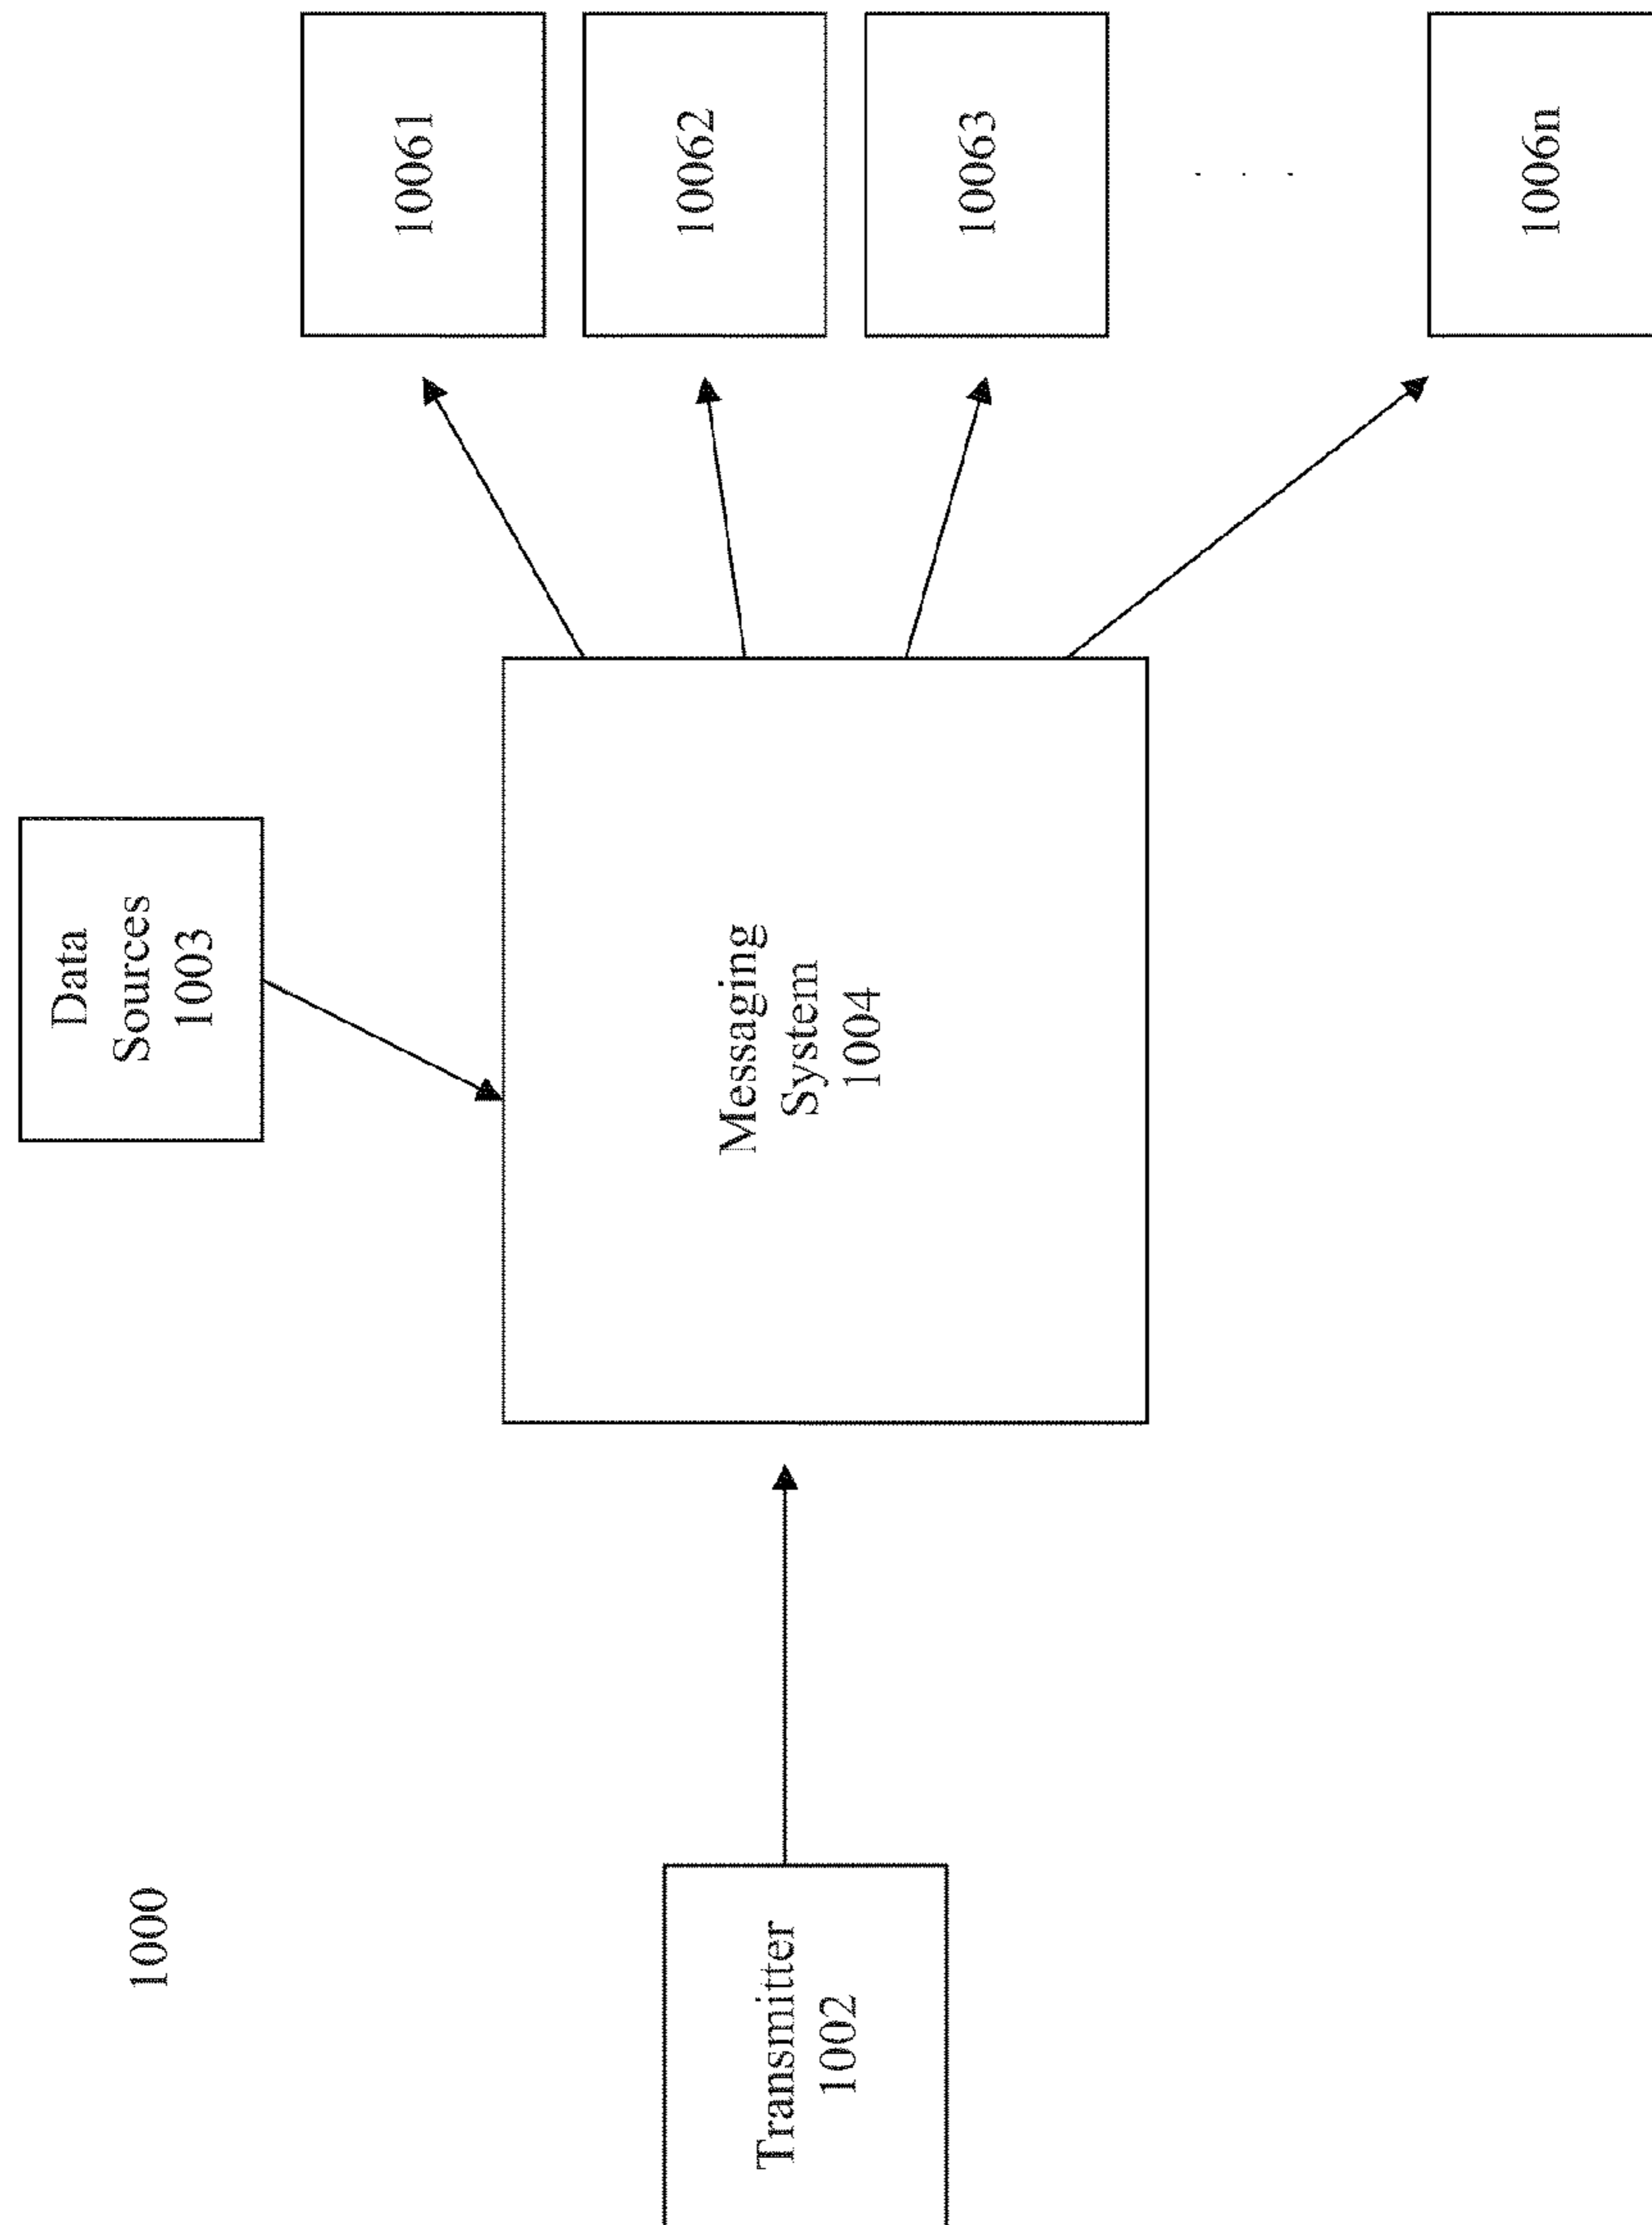 1000
Data
Sources
1003
10061
10062
10063
. . .
1006n
Messaging
System
1004
Transmitter
1002